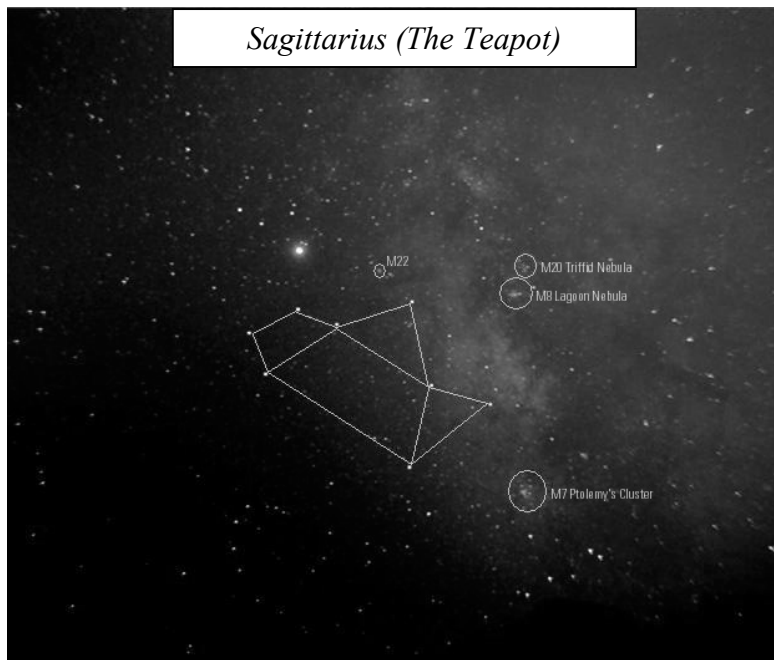 Sagittarius (The Teapot)
M22
M20 Triffid Nebula
M8 Lagoon Nebula
M7 Ptolemy's Cluster